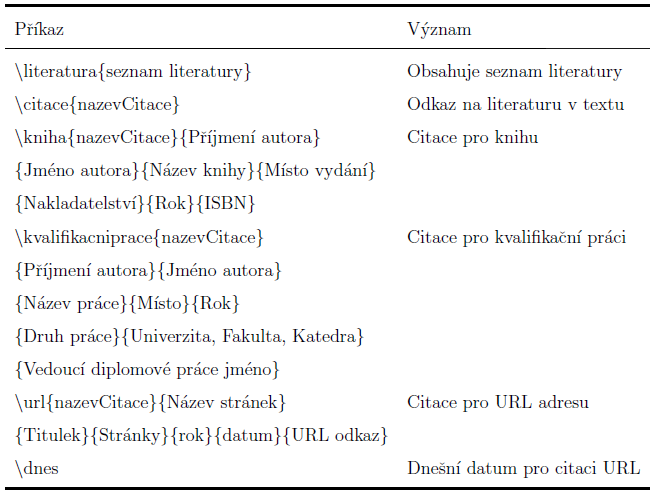 Příkaz Význam
\literatura{seznam literatury} Obsahuje seznam literatury
\citace{nazevCitace} Odkaz na literaturu v textu
\kniha{nazevCitace}{Příjmení autora} Citace pro knihu
{Jméno autora}{Název knihy}{Místo vydání}
{Nakladatelství}{Rok}{ISBN}
\kvalifikacniprace{nazevCitace} Citace pro kvalifikační práci
{Příjmení autora}{Jméno autora}
{Název práce}{Místo}{Rok}
{Druh práce}{Univerzita, Fakulta, Katedra}
{Vedoucí diplomové práce jméno}
\url{nazevCitace}{Název stránek} Citace pro URL adresu
{Titulek}{Stránky}{rok}{datum}{URL odkaz}
\dnes Dnešní datum pro citaci URL